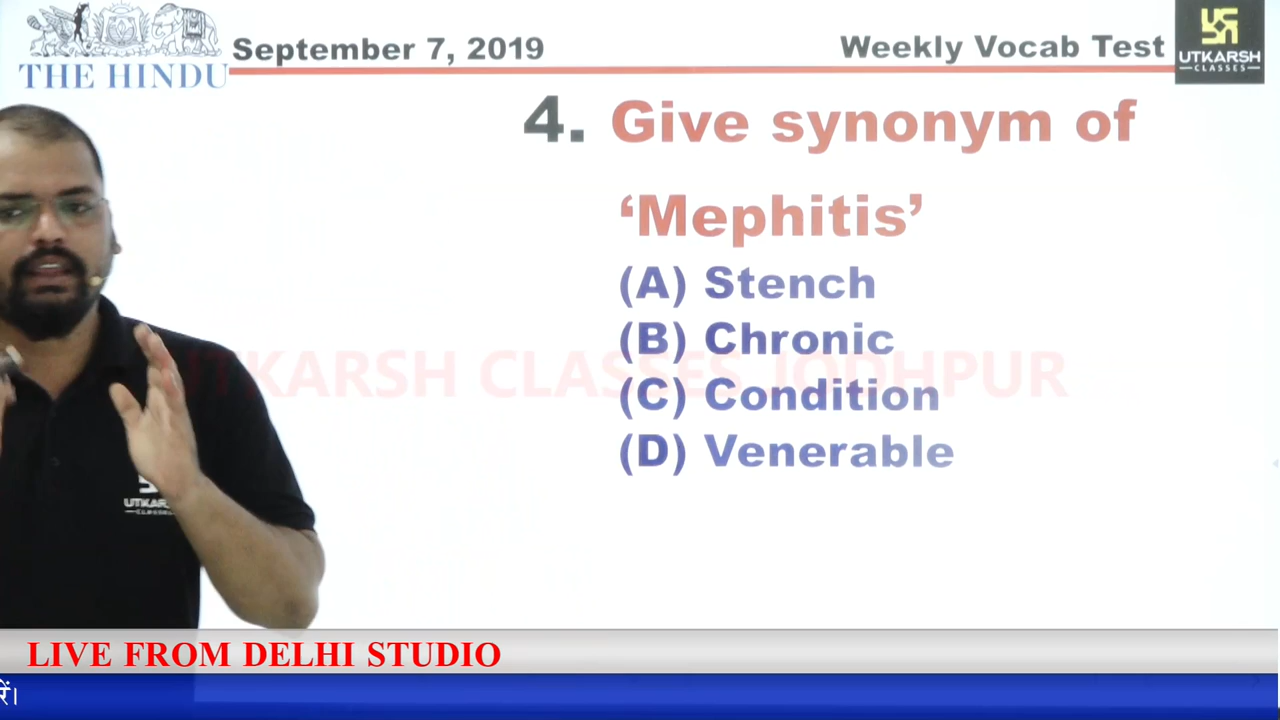 THE HINDU
September 7, 2019
Weekly Vocab Test
UTKARSH
CLASSES
4. Give synonym of
‘Mephitis’
(A) Stench
(B) Chronic
(C) Condition
(D) Venerable
UTKARSH CLASSES JODHPUR
CLASSES
LIVE FROM DELHI STUDIO
रें।